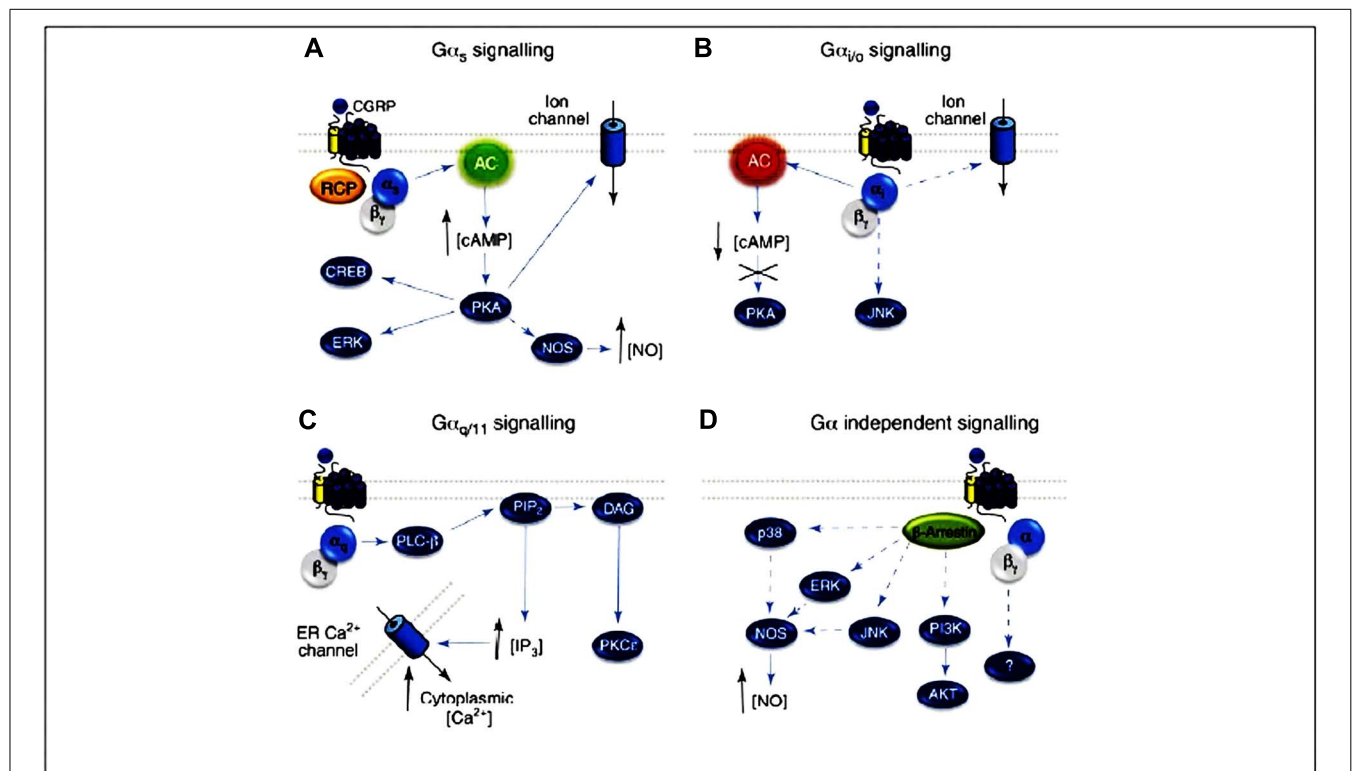 A
Gαs signalling
CGRP
Ion
channel
AC
RCP
αs
βγ
[cAMP]
CREB
PKA
ERK
NOS
[NO]
B
Gαi/o signalling
Ion
channel
AC
αi
βγ
[cAMP]
PKA
JNK
C
Gαq/11 signalling
PIP2
DAG
αq
PLC-β
βγ
ER Ca2+
channel
[IP3]
PKCε
Cytoplasmic
[Ca2+]
D
Gα independent signalling
p38
β-Arrestin
α
βγ
ERK
NOS
JNK
PI3K
?
AKT
[NO]